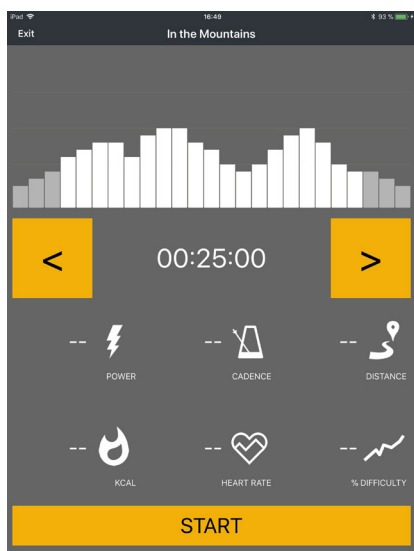 iPad 16:49 93 %
Exit In the Mountains
< 00:25:00 >
-- -- --
POWER CADENCE DISTANCE
-- -- --
KCAL HEART RATE % DIFFICULTY
START